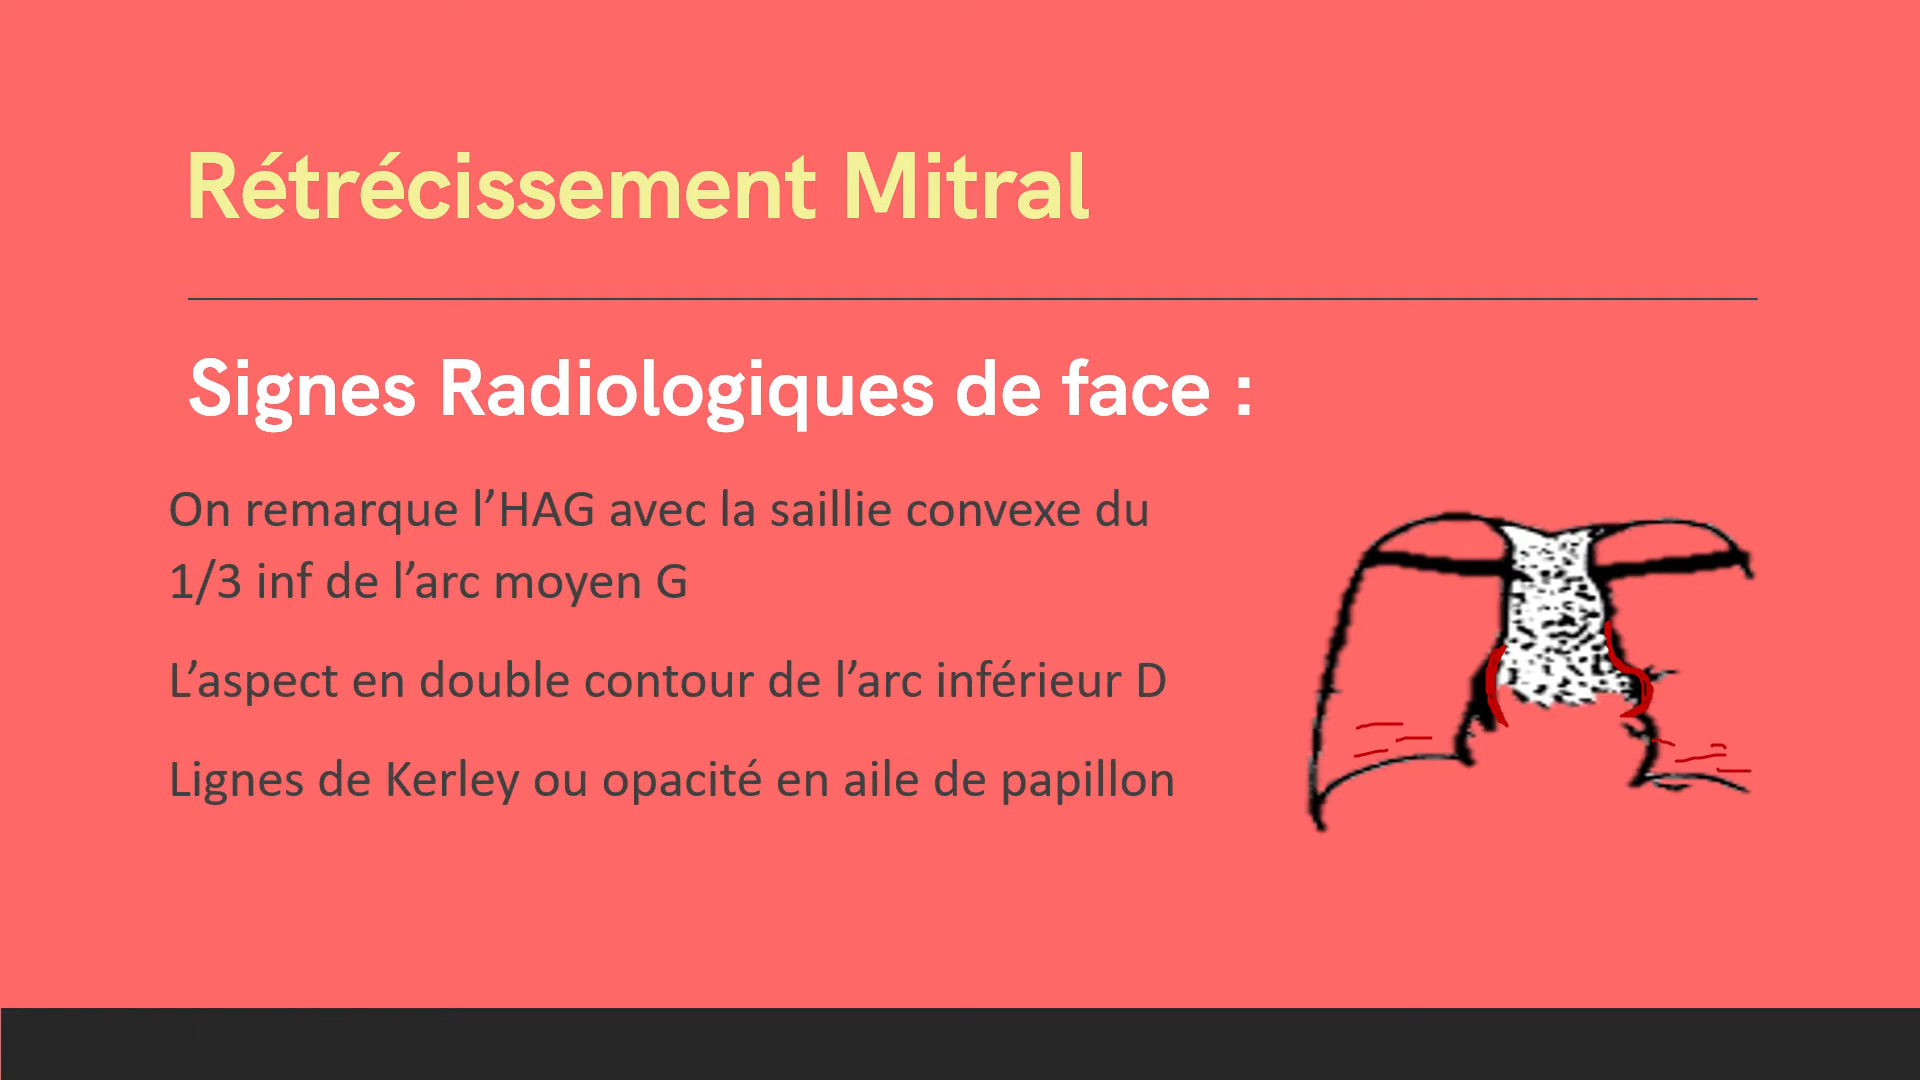 Rétrécissement Mitral
Signes Radiologiques de face :
On remarque l’HAG avec la saillie convexe du
1/3 inf de l’arc moyen G
L’aspect en double contour de l’arc inférieur D
Lignes de Kerley ou opacité en aile de papillon